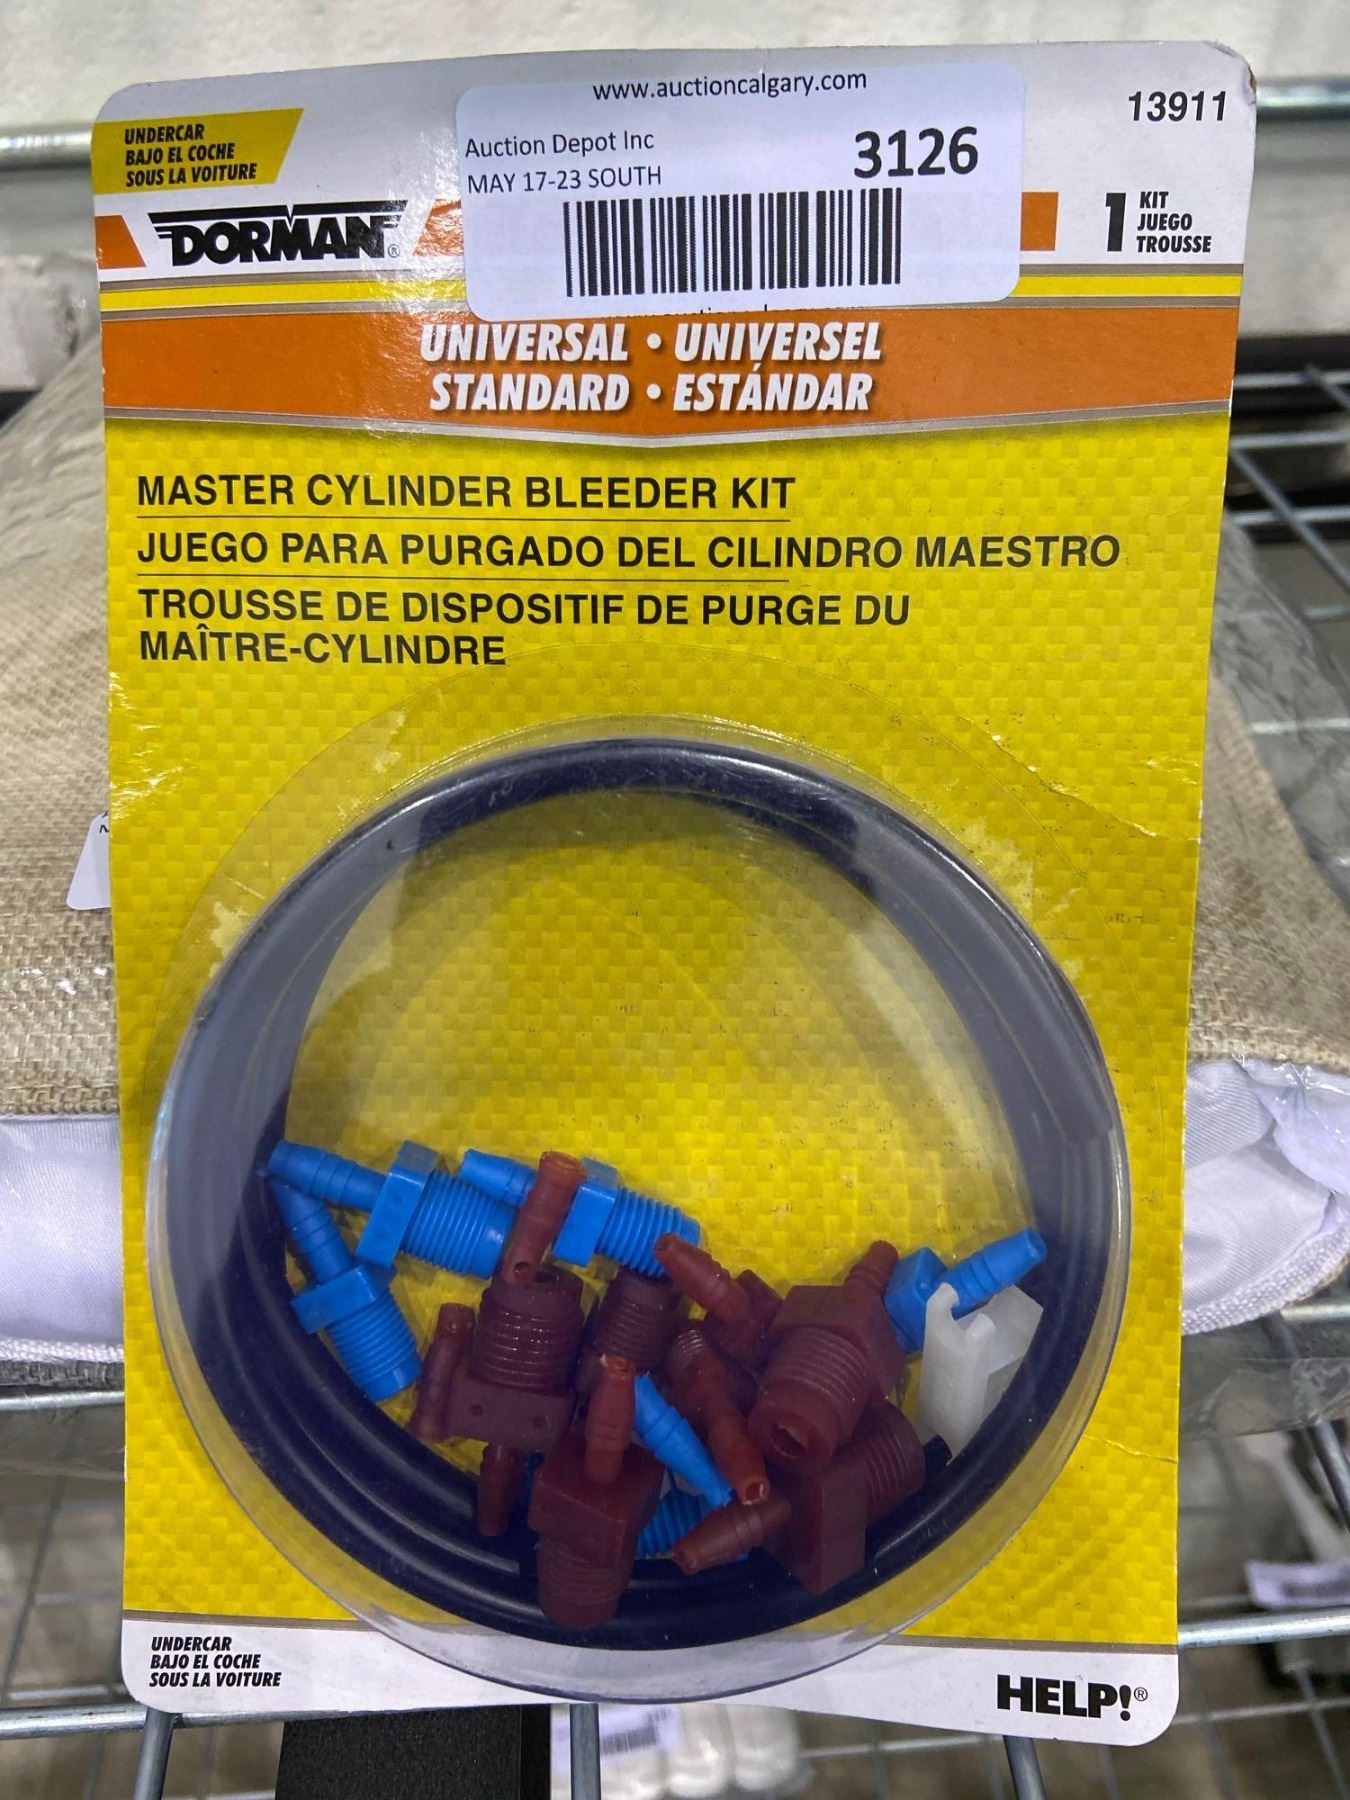 www.auctioncalgary.com
Auction Depot Inc
3126
MAY 17-23 SOUTH
13911
UNDERCAR
BAJO EL COCHE
SOUS LA VOITURE
DORMAN®
1 KIT
JUEGO
TROUSSE
UNIVERSAL • UNIVERSEL
STANDARD • ESTÁNDAR
MASTER CYLINDER BLEEDER KIT
JUEGO PARA PURGADO DEL CILINDRO MAESTRO
TROUSSE DE DISPOSITIF DE PURGE DU
MAÎTRE-CYLINDRE
UNDERCAR
BAJO EL COCHE
SOUS LA VOITURE
HELP!®